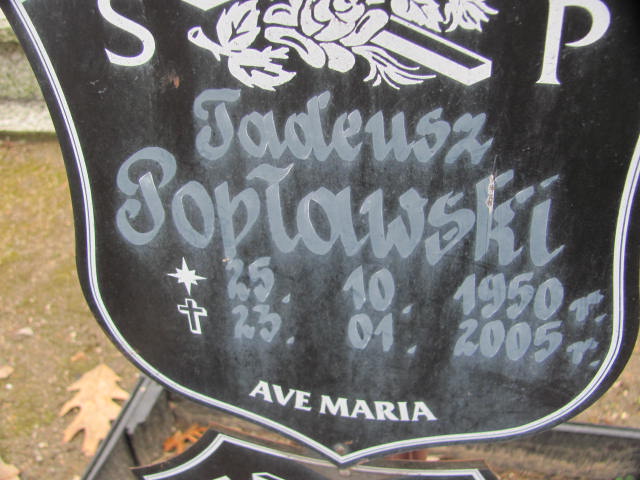 S P
Tadeusz
Popławski
25. 10. 1950 r.
23. 01. 2005 r.
AVE MARIA